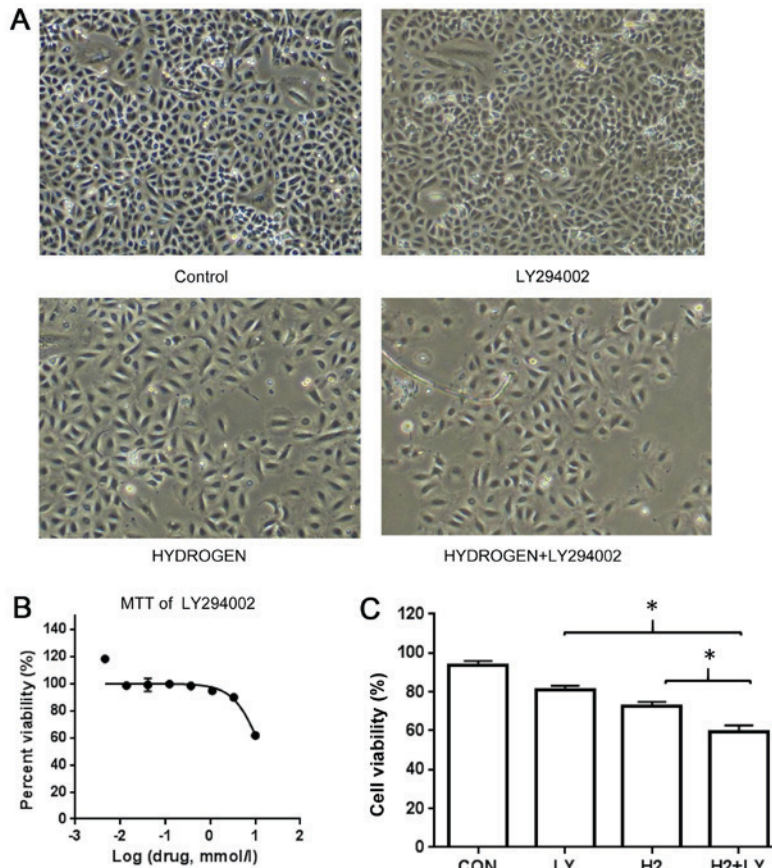 A
Control
LY294002
HYDROGEN
HYDROGEN+LY294002
B
MTT of LY294002
Percent viability (%)
140
120
100
80
60
40
20
0
-3 -2 -1 0 1 2
Log (drug, mmol/l)
C
Cell viability (%)
120
100
80
60
40
20
0
* 
*
CON LY H2 H2+LY